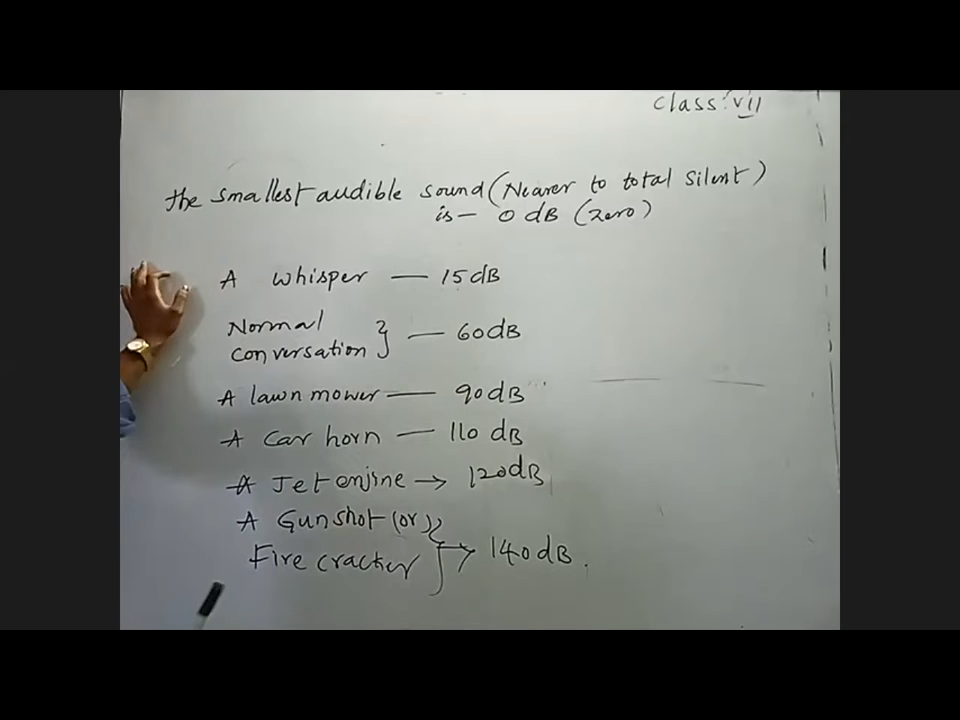 Class: VII
the smallest audible sound (Nearer to total silent)
is — 0 dB (Zero)
A whisper — 15 dB
Normal
conversation } — 60 dB
A lawn mower — 90 dB
A Car horn — 110 dB
A Jet enjine → 120 dB
A Gunshot (or)
Fire cracker } → 140 dB.